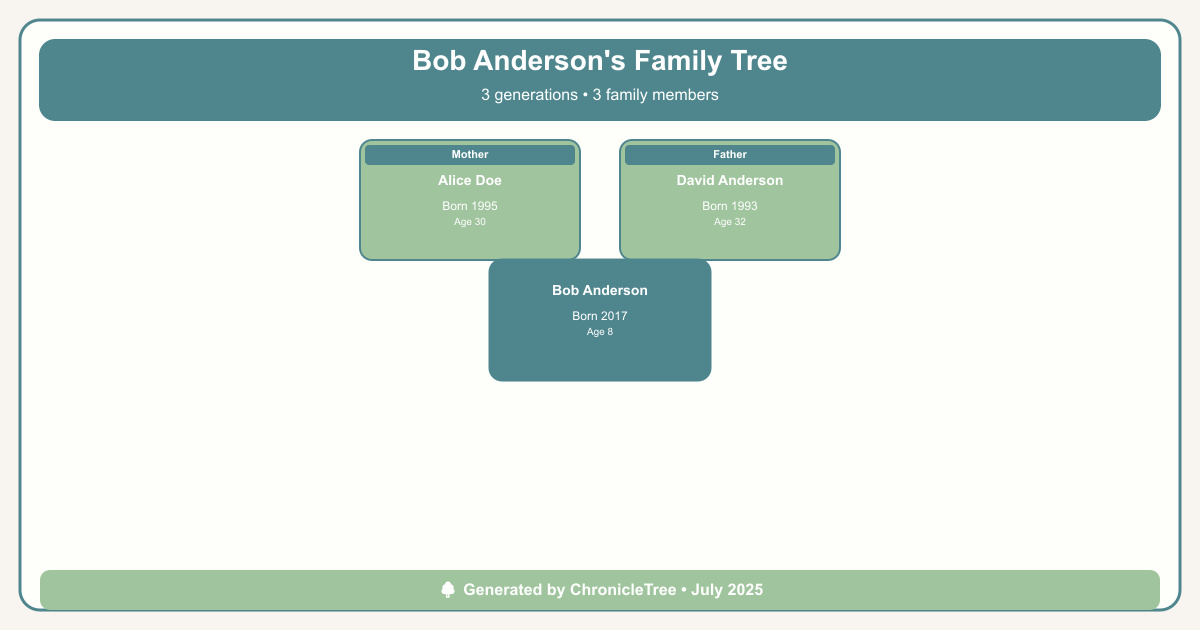 Bob Anderson's Family Tree
3 generations • 3 family members
Mother
Alice Doe
Born 1995
Age 30
Father
David Anderson
Born 1993
Age 32
Bob Anderson
Born 2017
Age 8
Generated by ChronicleTree • July 2025